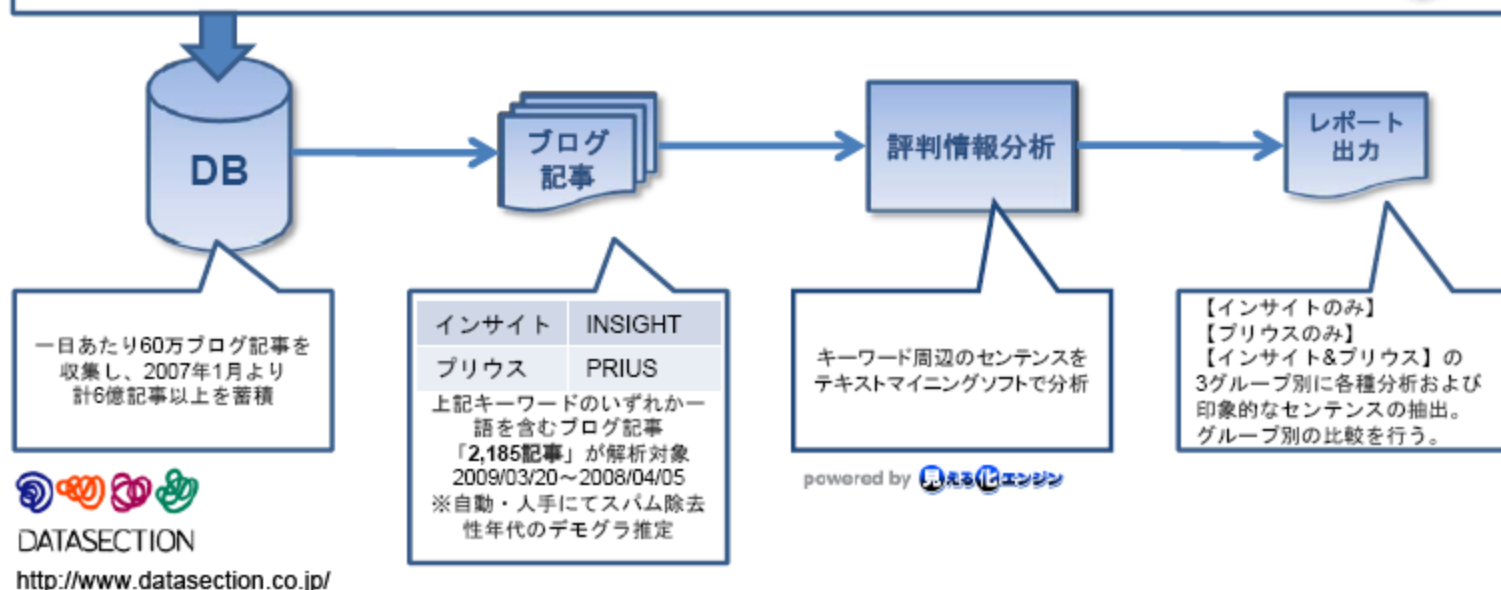 DB
ブログ
記事
評判情報分析
レポート
出力
一日あたり60万ブログ記事を
収集し、2007年1月より
計6億記事以上を蓄積
インサイト INSIGHT
プリウス PRIUS
上記キーワードのいずれか一
語を含むブログ記事
「2,185記事」が解析対象
2009/03/20～2008/04/05
※自動・人手にてスパム除去
性年代のデモグラ推定
キーワード周辺のセンテンスを
テキストマイニングソフトで分析
【インサイトのみ】
【プリウスのみ】
【インサイト&プリウス】の
3グループ別に各種分析および
印象的なセンテンスの抽出。
グループ別の比較を行う。
powered by 見える化エンジン
DATASECTION
http://www.datasection.co.jp/